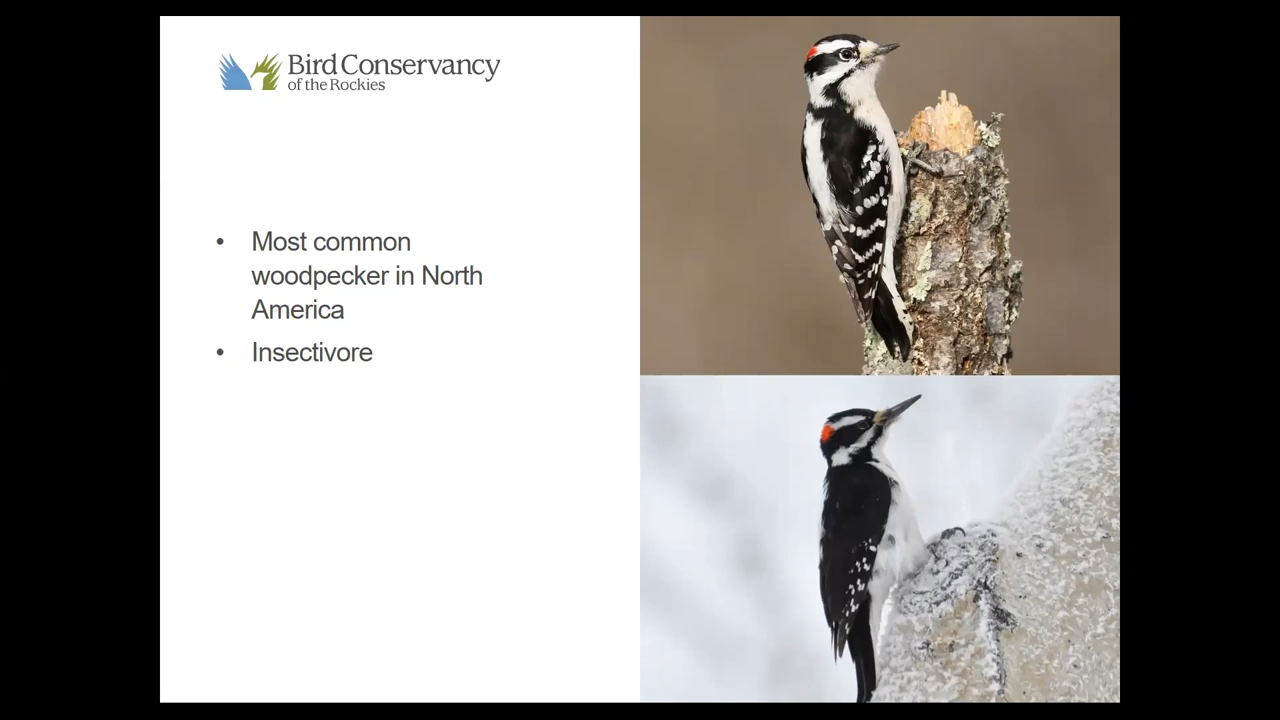 Bird Conservancy
of the Rockies
• Most common
woodpecker in North
America
• Insectivore